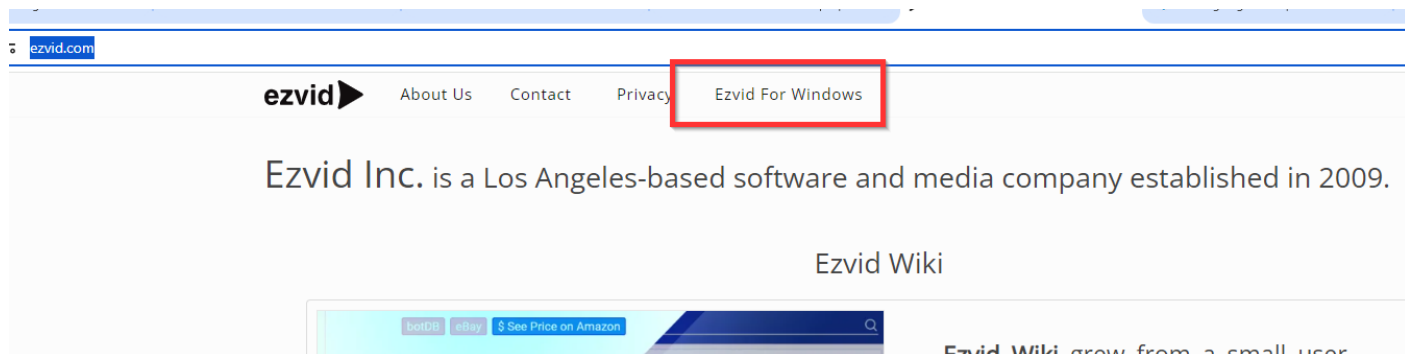 ezvid.com
ezvid
About Us Contact Privacy Ezvid For Windows
Ezvid Inc. is a Los Angeles-based software and media company established in 2009.
Ezvid Wiki
botDB eBay $ See Price on Amazon
Ezvid Wiki grew from a small user